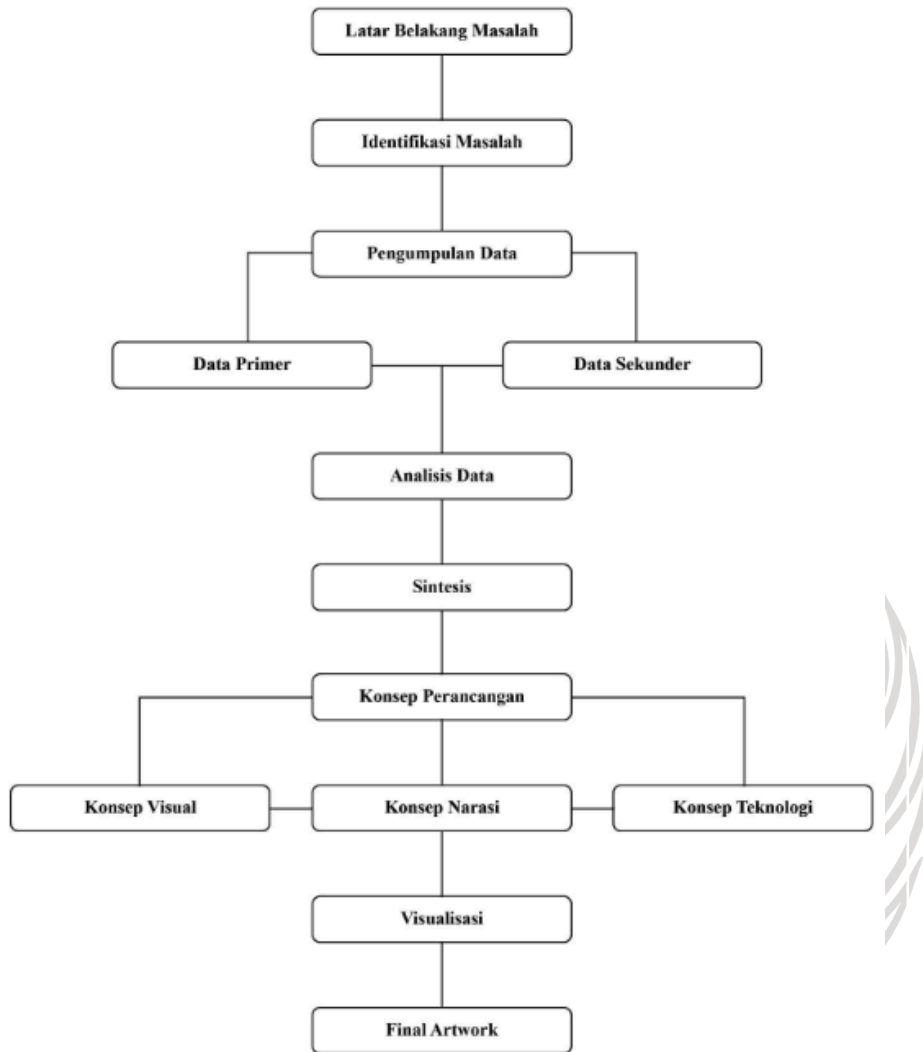 Latar Belakang Masalah
Identifikasi Masalah
Pengumpulan Data
Data Primer
Data Sekunder
Analisis Data
Sintesis
Konsep Perancangan
Konsep Visual
Konsep Narasi
Konsep Teknologi
Visualisasi
Final Artwork